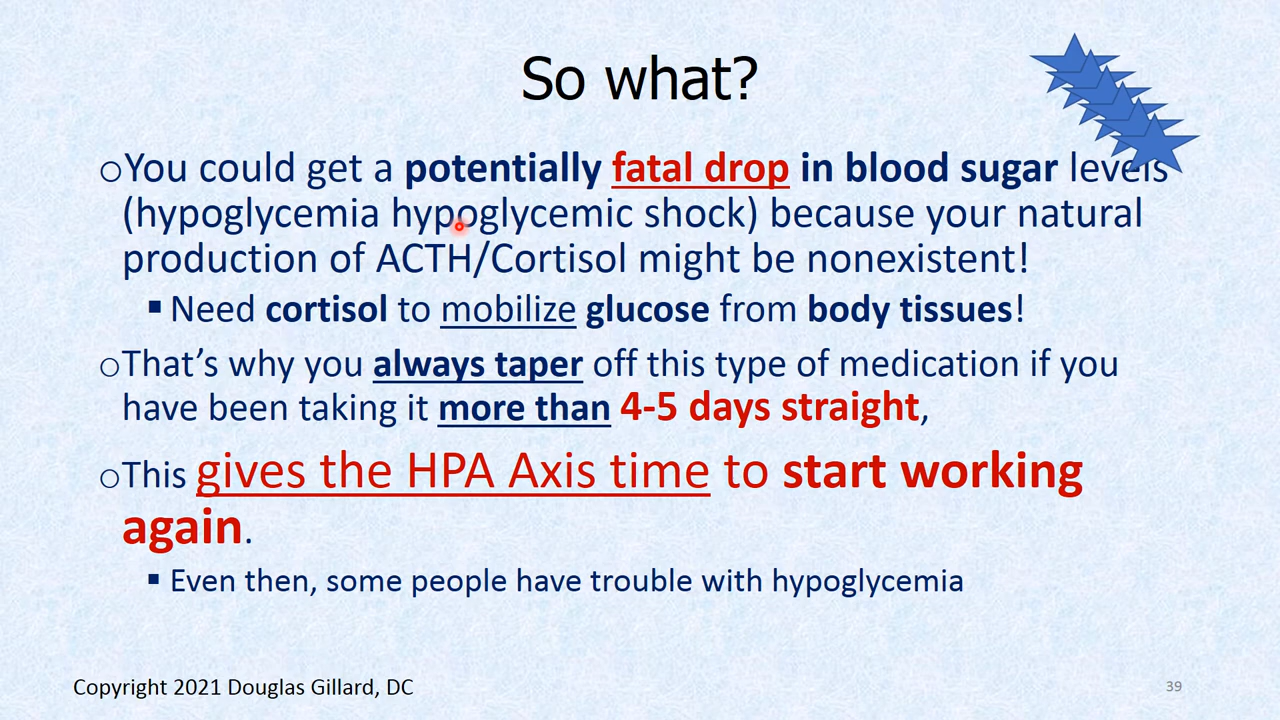 So what?
○You could get a potentially fatal drop in blood sugar levels
(hypoglycemia hypoglycemic shock) because your natural
production of ACTH/Cortisol might be nonexistent!
▪ Need cortisol to mobilize glucose from body tissues!
○That’s why you always taper off this type of medication if you
have been taking it more than 4-5 days straight,
○This gives the HPA Axis time to start working
again.
▪ Even then, some people have trouble with hypoglycemia
Copyright 2021 Douglas Gillard, DC
39